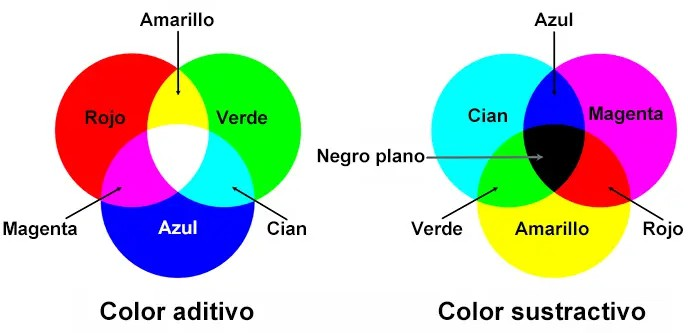 Amarillo
Rojo
Verde
Magenta
Azul
Cian
Color aditivo
Azul
Cian
Magenta
Negro plano
Verde
Amarillo
Rojo
Color sustractivo